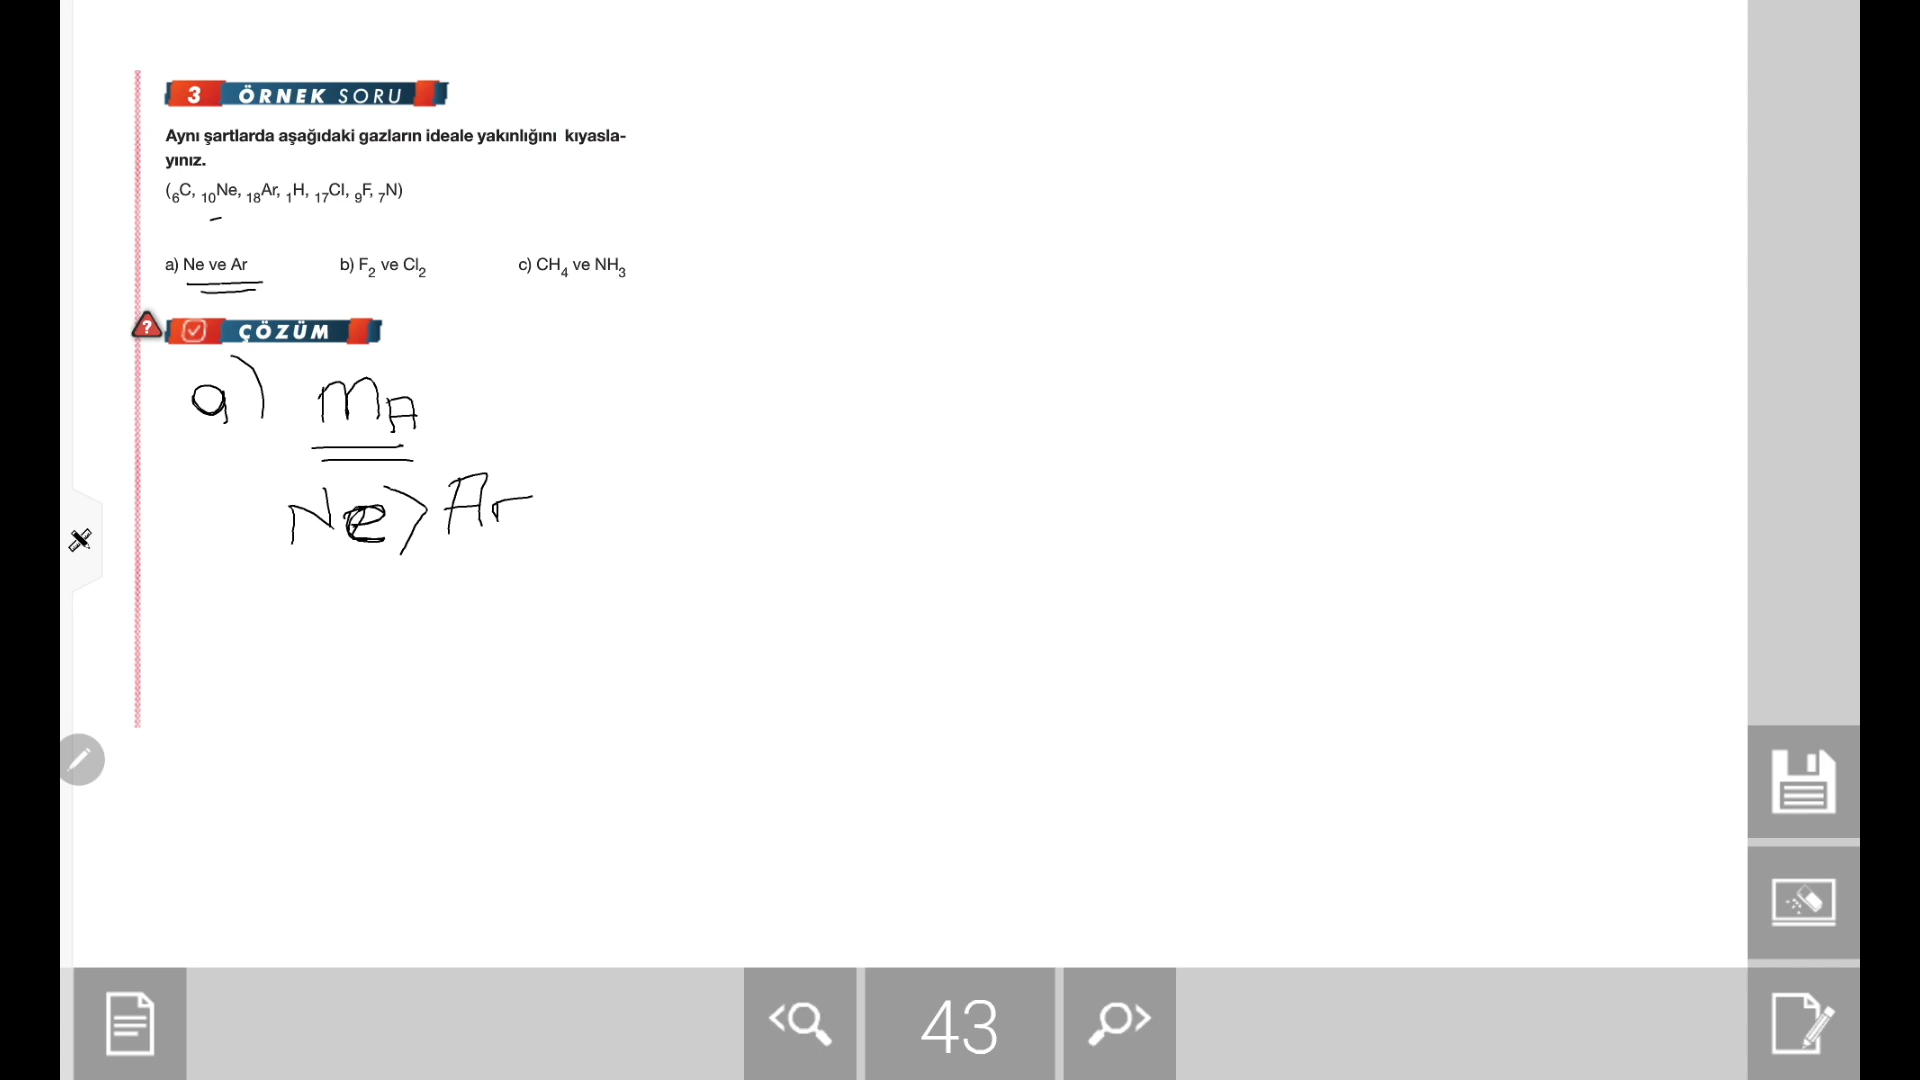 3 ÖRNEK SORU
Aynı şartlarda aşağıdaki gazların ideale yakınlığını kıyasla-
yınız.
(₆C, ₁₀Ne, ₁₈Ar, ₁H, ₁₇Cl, ₉F, ₇N)
a) Ne ve Ar b) F₂ ve Cl₂ c) CH₄ ve NH₃
? ÇÖZÜM
a) mA
Ne > Ar
43